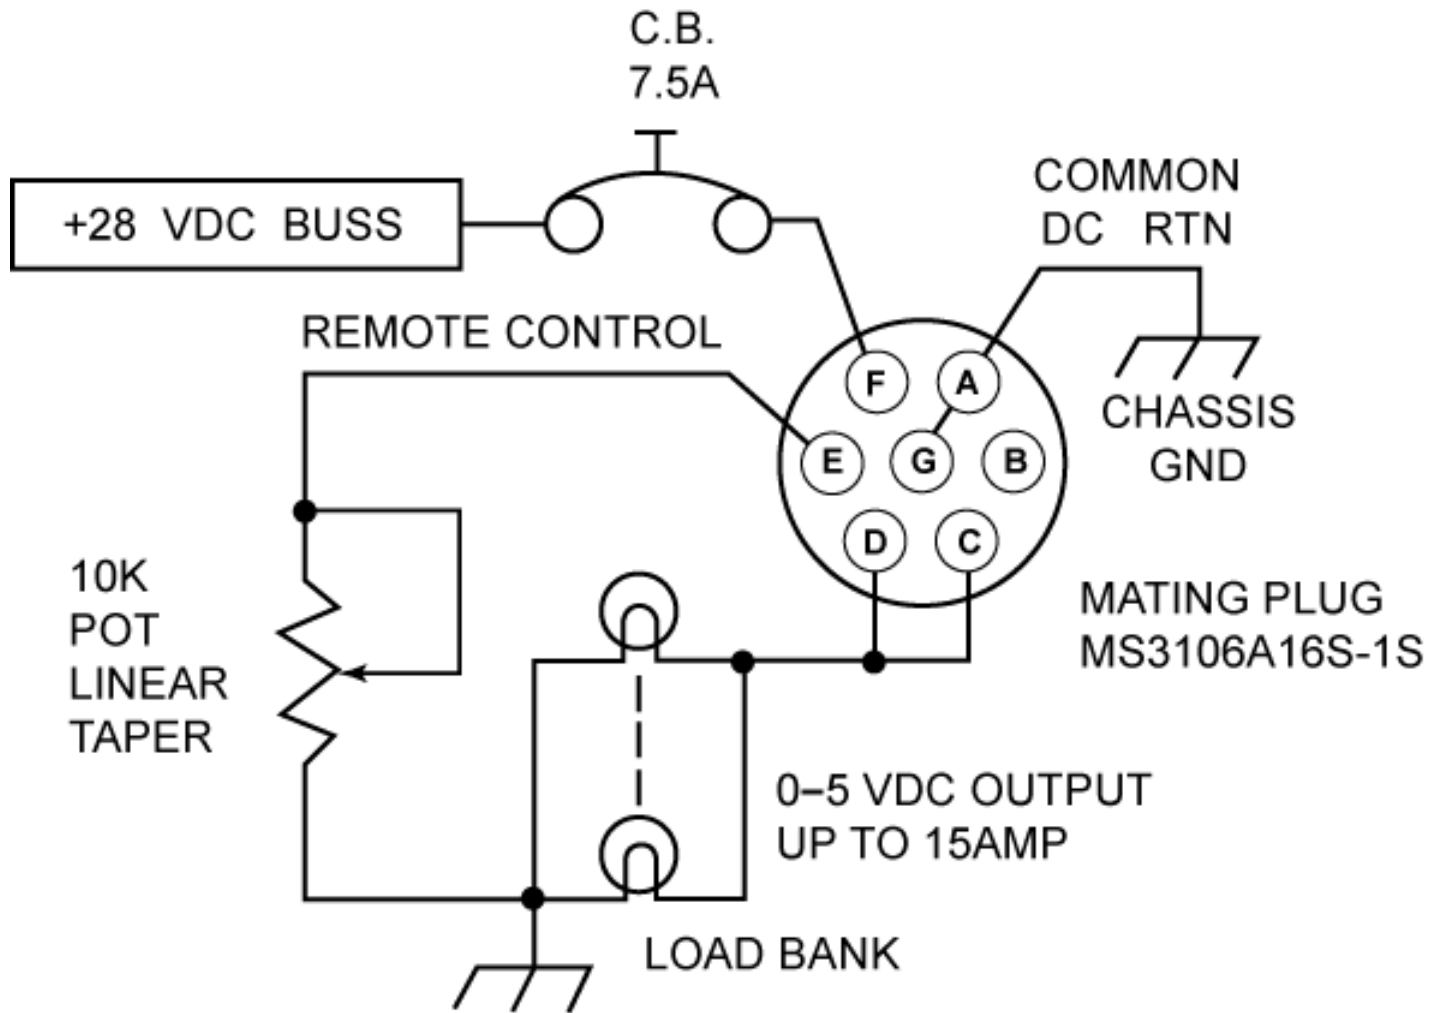 C.B.
7.5A
+28 VDC BUSS
COMMON
DC RTN
REMOTE CONTROL
CHASSIS
GND
F
A
E
G
B
D
C
10K
POT
LINEAR
TAPER
MATING PLUG
MS3106A16S-1S
0–5 VDC OUTPUT
UP TO 15AMP
LOAD BANK